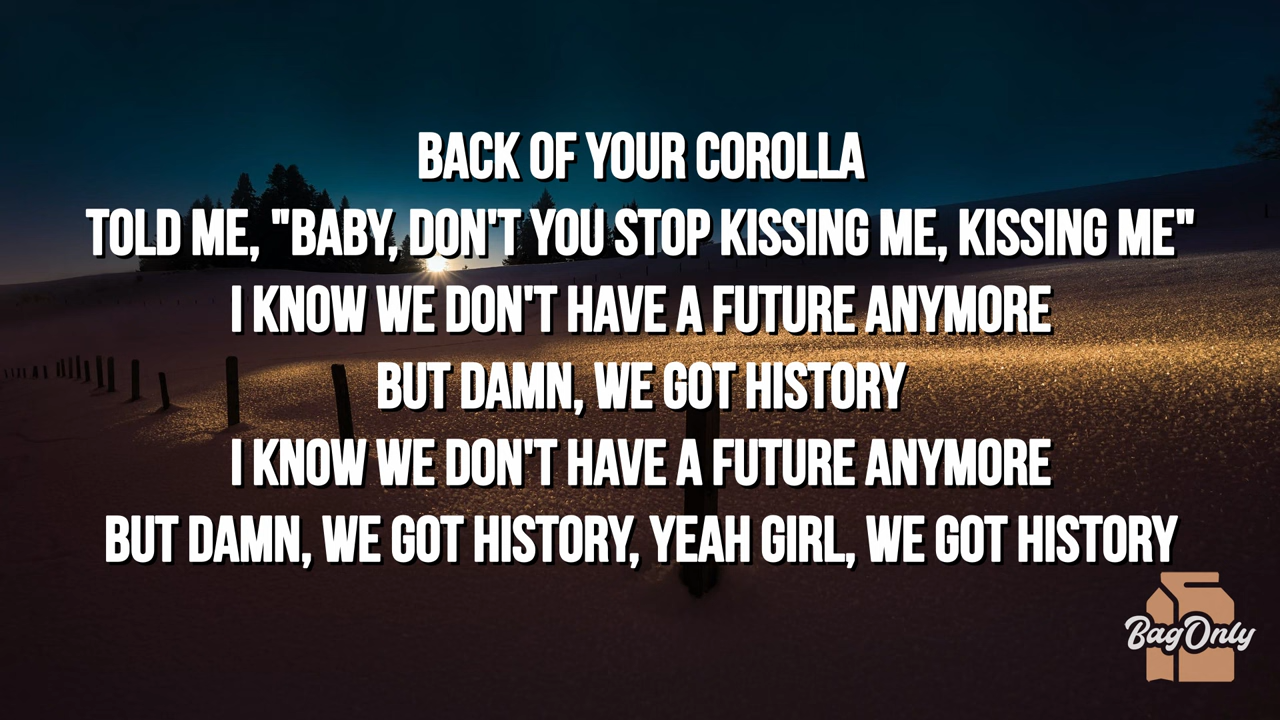 BACK OF YOUR COROLLA
TOLD ME, "BABY, DON'T YOU STOP KISSING ME, KISSING ME"
I KNOW WE DON'T HAVE A FUTURE ANYMORE
BUT DAMN, WE GOT HISTORY
I KNOW WE DON'T HAVE A FUTURE ANYMORE
BUT DAMN, WE GOT HISTORY, YEAH GIRL, WE GOT HISTORY
BagOnly